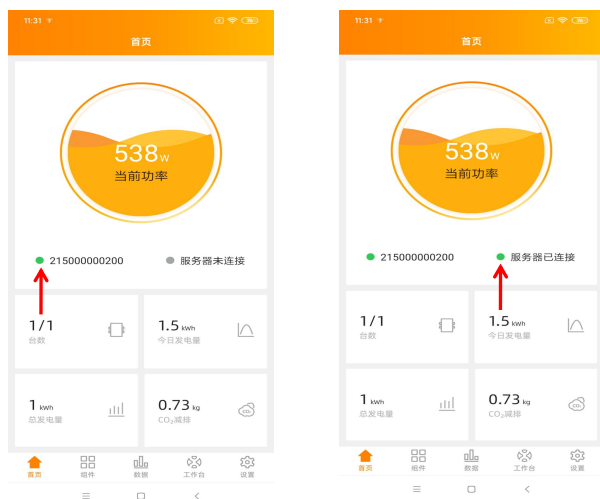 11:31
首页
538W
当前功率
215000000200
服务器未连接
1/1
台数
1.5 kWh
今日发电量
1 kWh
总发电量
0.73 kg
CO₂减排
首页
组件
数据
工作台
设置
11:31
首页
538W
当前功率
215000000200
服务器已连接
1/1
台数
1.5 kWh
今日发电量
1 kWh
总发电量
0.73 kg
CO₂减排
首页
组件
数据
工作台
设置